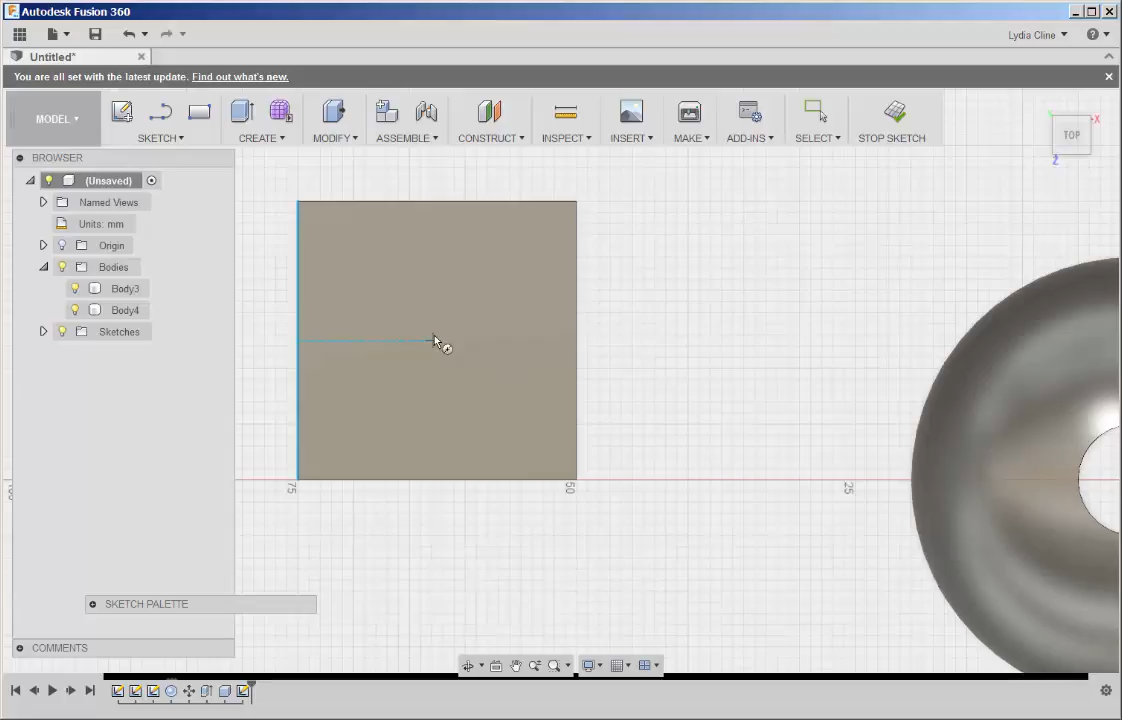 Autodesk Fusion 360
Lydia Cline
Untitled*
You are all set with the latest update. Find out what's new.
MODEL
SKETCH CREATE MODIFY ASSEMBLE CONSTRUCT INSPECT INSERT MAKE ADD-INS SELECT STOP SKETCH
TOP X
Z
BROWSER
(Unsaved)
Named Views
Units: mm
Origin
Bodies
Body3
Body4
Sketches
75 50 25
SKETCH PALETTE
COMMENTS